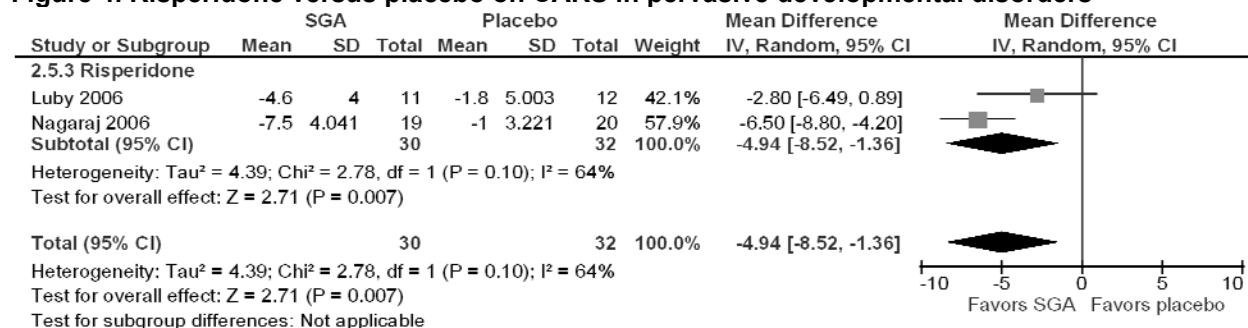 Figure 4. Risperidone versus placebo on CARS in pervasive developmental disorders
SGA Placebo Mean Difference Mean Difference
Study or Subgroup Mean SD Total Mean SD Total Weight IV, Random, 95% CI IV, Random, 95% CI
2.5.3 Risperidone
Luby 2006 -4.6 4 11 -1.8 5.003 12 42.1% -2.80 [-6.49, 0.89]
Nagaraj 2006 -7.5 4.041 19 -1 3.221 20 57.9% -6.50 [-8.80, -4.20]
Subtotal (95% CI) 30 32 100.0% -4.94 [-8.52, -1.36]
Heterogeneity: Tau² = 4.39; Chi² = 2.78, df = 1 (P = 0.10); I² = 64%
Test for overall effect: Z = 2.71 (P = 0.007)
Total (95% CI) 30 32 100.0% -4.94 [-8.52, -1.36]
Heterogeneity: Tau² = 4.39; Chi² = 2.78, df = 1 (P = 0.10); I² = 64%
Test for overall effect: Z = 2.71 (P = 0.007)
Test for subgroup differences: Not applicable
-10 -5 0 5 10
Favors SGA Favors placebo